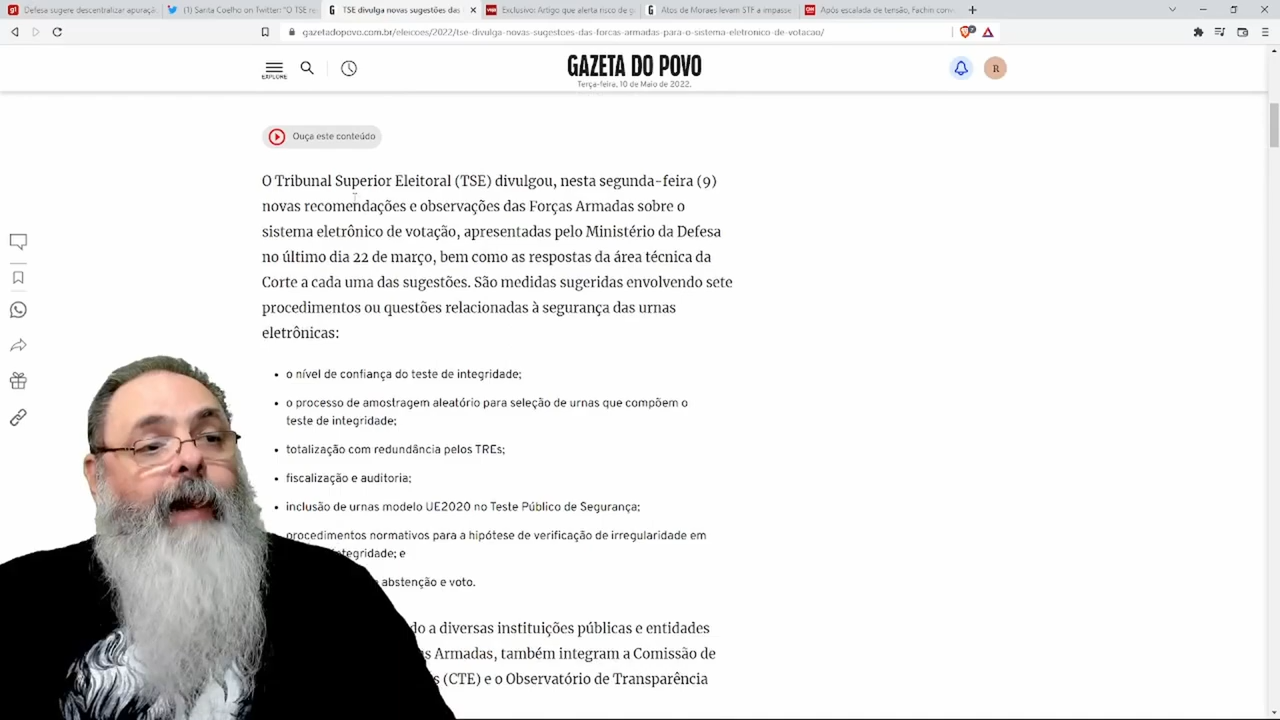 Defesa sugere descentralizar apuraçã
(1) Santa Coelho on Twitter: "O TSE re
TSE divulga novas sugestões das
Exclusivo: Artigo que alerta risco de g
Atos de Moraes levam STF a impasse
Após escalada de tensão, Fachin conv
gazetadopovo.com.br/eleicoes/2022/tse-divulga-novas-sugestoes-das-forcas-armadas-para-o-sistema-eletronico-de-votacao/
EXPLORE
GAZETA DO POVO
Terça-feira, 10 de Maio de 2022.
R
Ouça este conteúdo
O Tribunal Superior Eleitoral (TSE) divulgou, nesta segunda-feira (9)
novas recomendações e observações das Forças Armadas sobre o
sistema eletrônico de votação, apresentadas pelo Ministério da Defesa
no último dia 22 de março, bem como as respostas da área técnica da
Corte a cada uma das sugestões. São medidas sugeridas envolvendo sete
procedimentos ou questões relacionadas à segurança das urnas
eletrônicas:
• o nível de confiança do teste de integridade;
• o processo de amostragem aleatório para seleção de urnas que compõem o
teste de integridade;
• totalização com redundância pelos TREs;
• fiscalização e auditoria;
• inclusão de urnas modelo UE2020 no Teste Público de Segurança;
procedimentos normativos para a hipótese de verificação de irregularidade em
integridade; e
abstenção e voto.
do a diversas instituições públicas e entidades
s Armadas, também integram a Comissão de
s (CTE) e o Observatório de Transparência